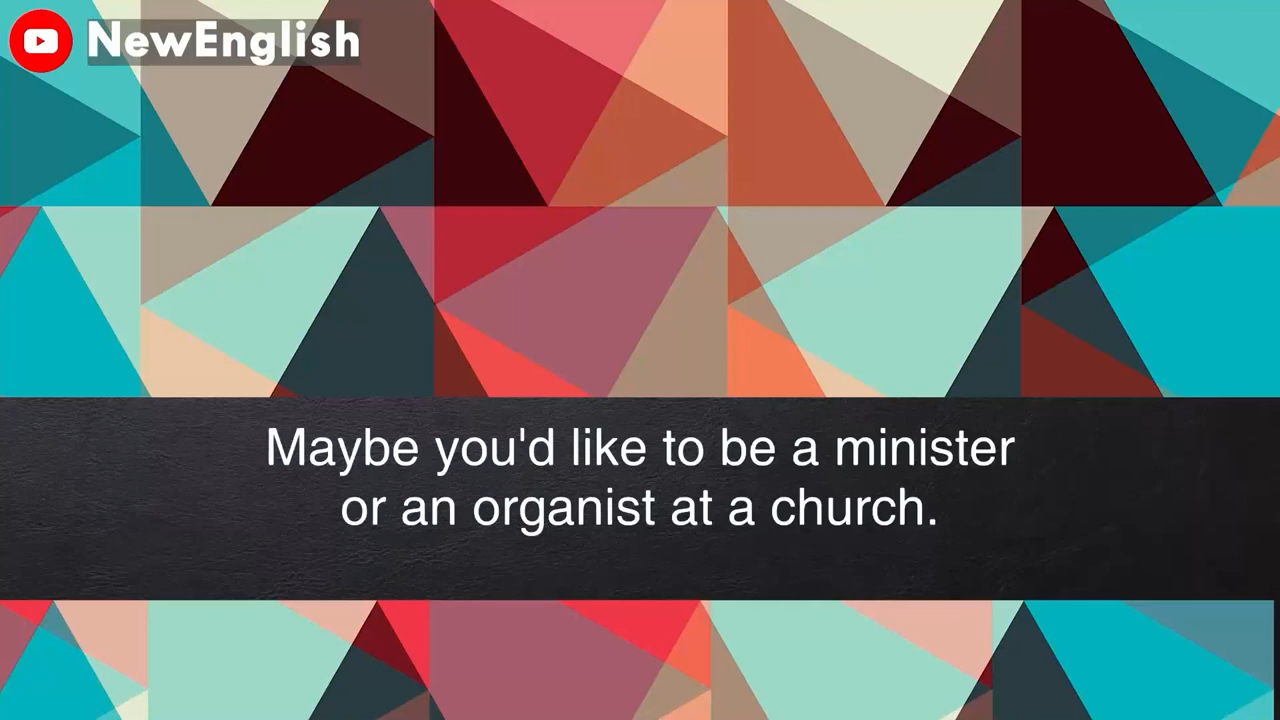 NewEnglish
Maybe you'd like to be a minister
or an organist at a church.